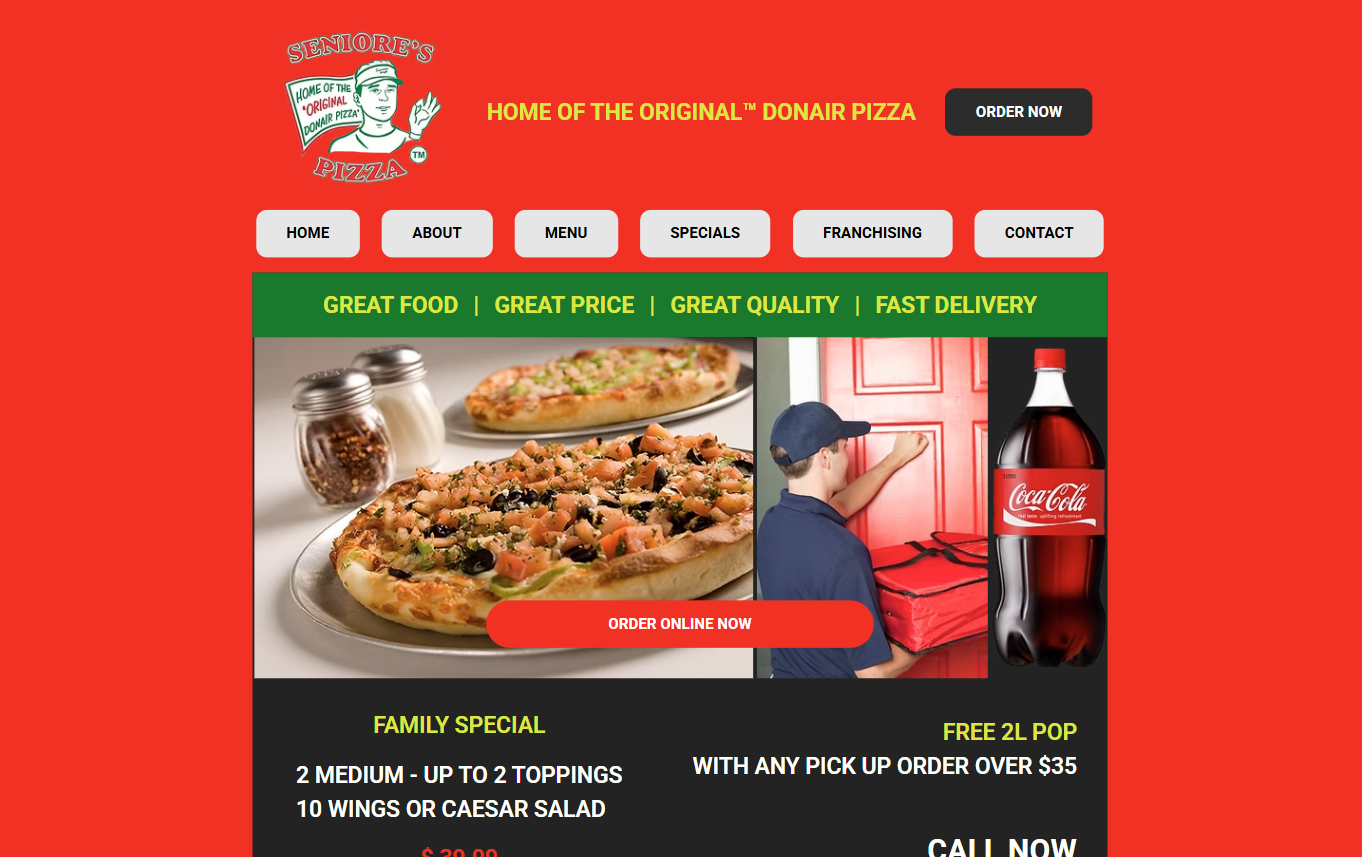 SENIORE'S
HOME OF THE
"ORIGINAL
DONAIR PIZZA"
PIZZA
TM
HOME OF THE ORIGINAL™ DONAIR PIZZA
ORDER NOW
HOME
ABOUT
MENU
SPECIALS
FRANCHISING
CONTACT
GREAT FOOD | GREAT PRICE | GREAT QUALITY | FAST DELIVERY
Coca-Cola
ORDER ONLINE NOW
FAMILY SPECIAL
2 MEDIUM - UP TO 2 TOPPINGS
10 WINGS OR CAESAR SALAD
FREE 2L POP
WITH ANY PICK UP ORDER OVER $35
CALL NOW